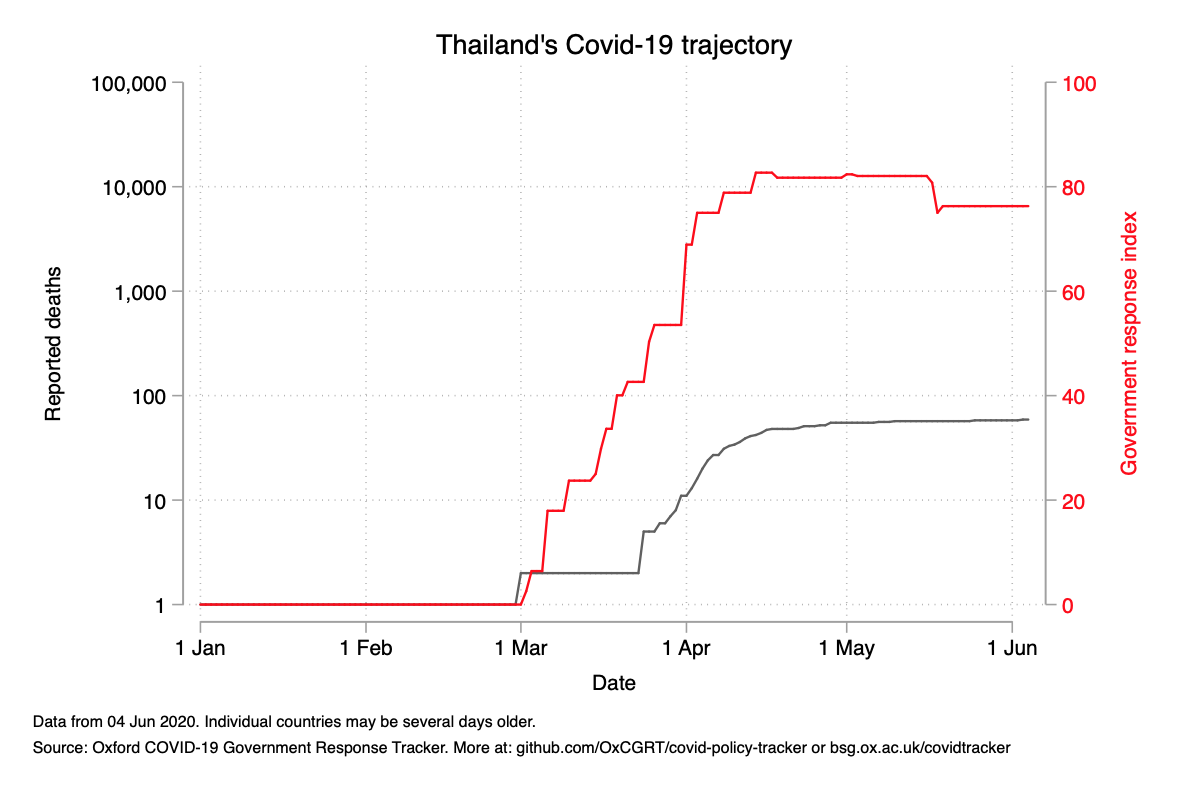 Thailand's Covid-19 trajectory
100,000
10,000
1,000
100
10
1
Reported deaths
100
80
60
40
20
0
Government response index
1 Jan 1 Feb 1 Mar 1 Apr 1 May 1 Jun
Date
Data from 04 Jun 2020. Individual countries may be several days older.
Source: Oxford COVID-19 Government Response Tracker. More at: github.com/OxCGRT/covid-policy-tracker or bsg.ox.ac.uk/covidtracker